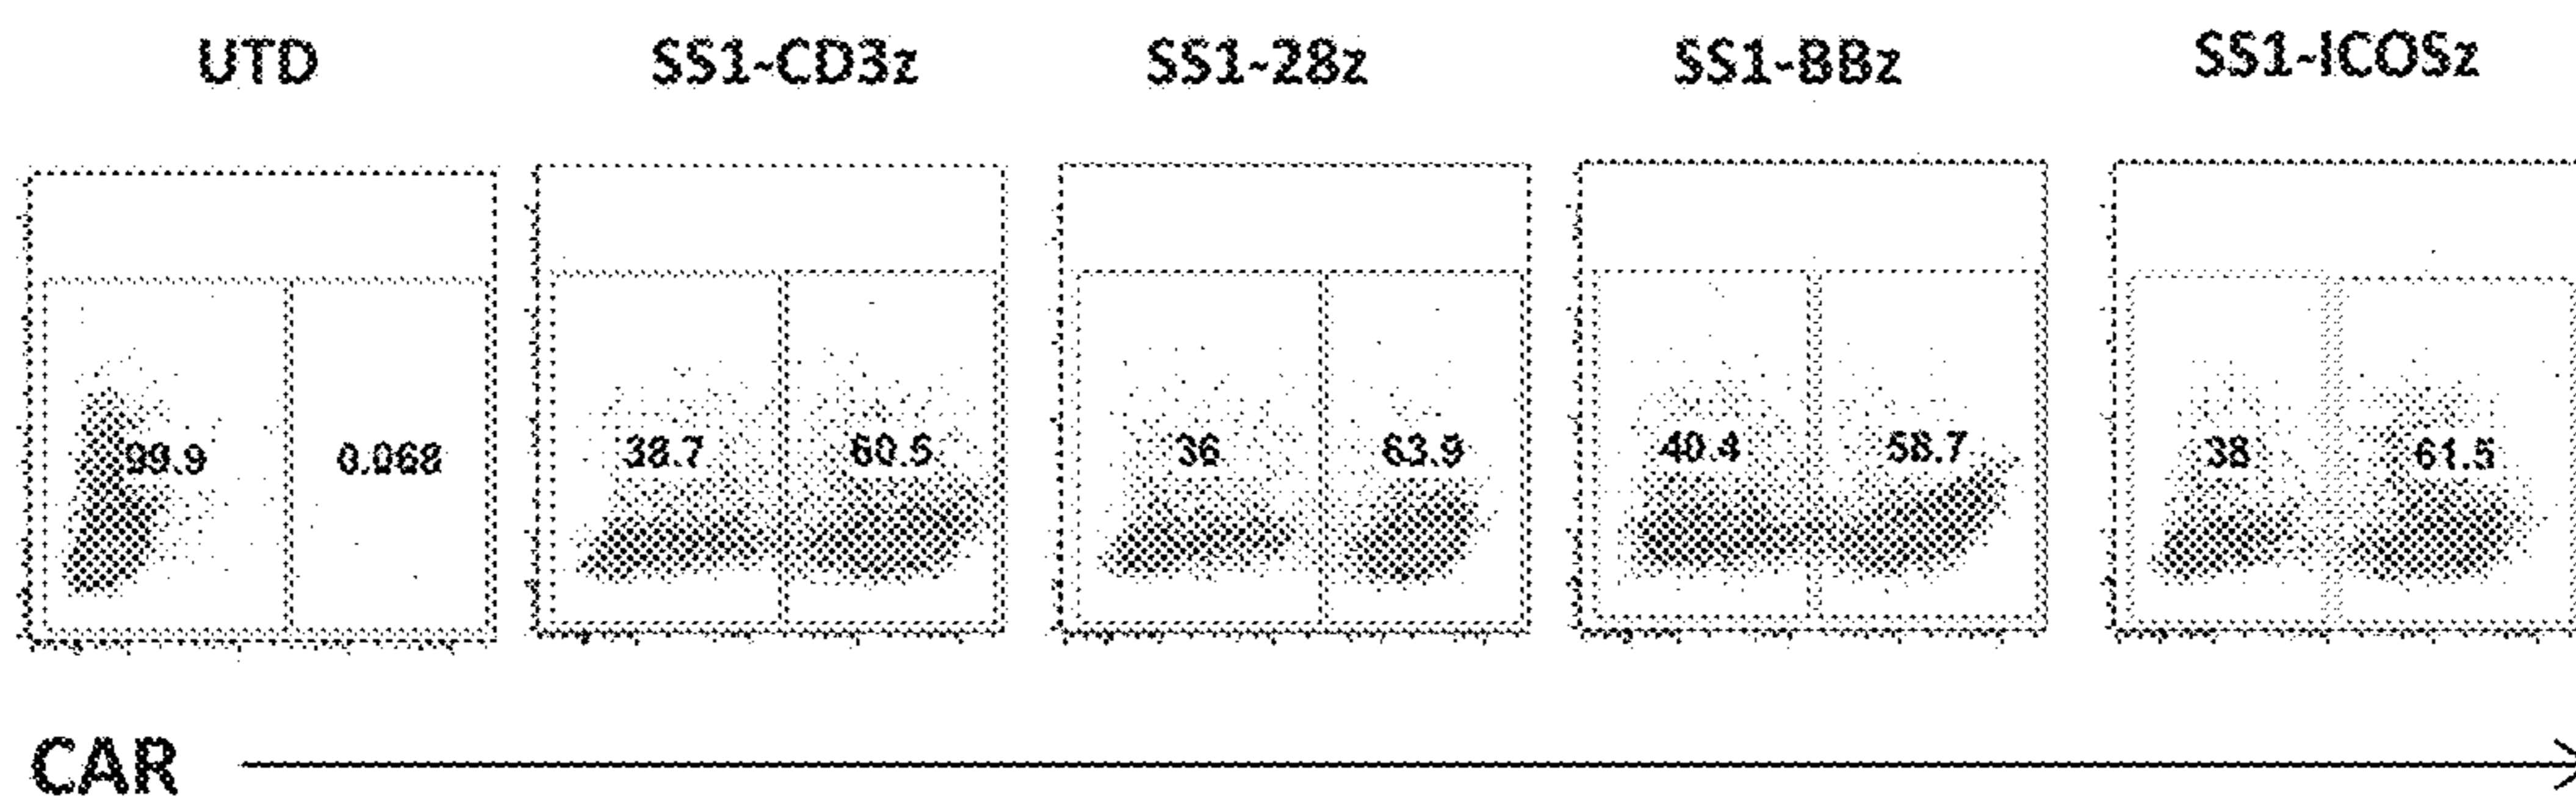 UTD SS1-CD3z SS1-28z SS1-BBz SS1-ICOSz
99.9 0.068 38.7 60.5 36 63.9 40.4 58.7 38 61.5
CAR